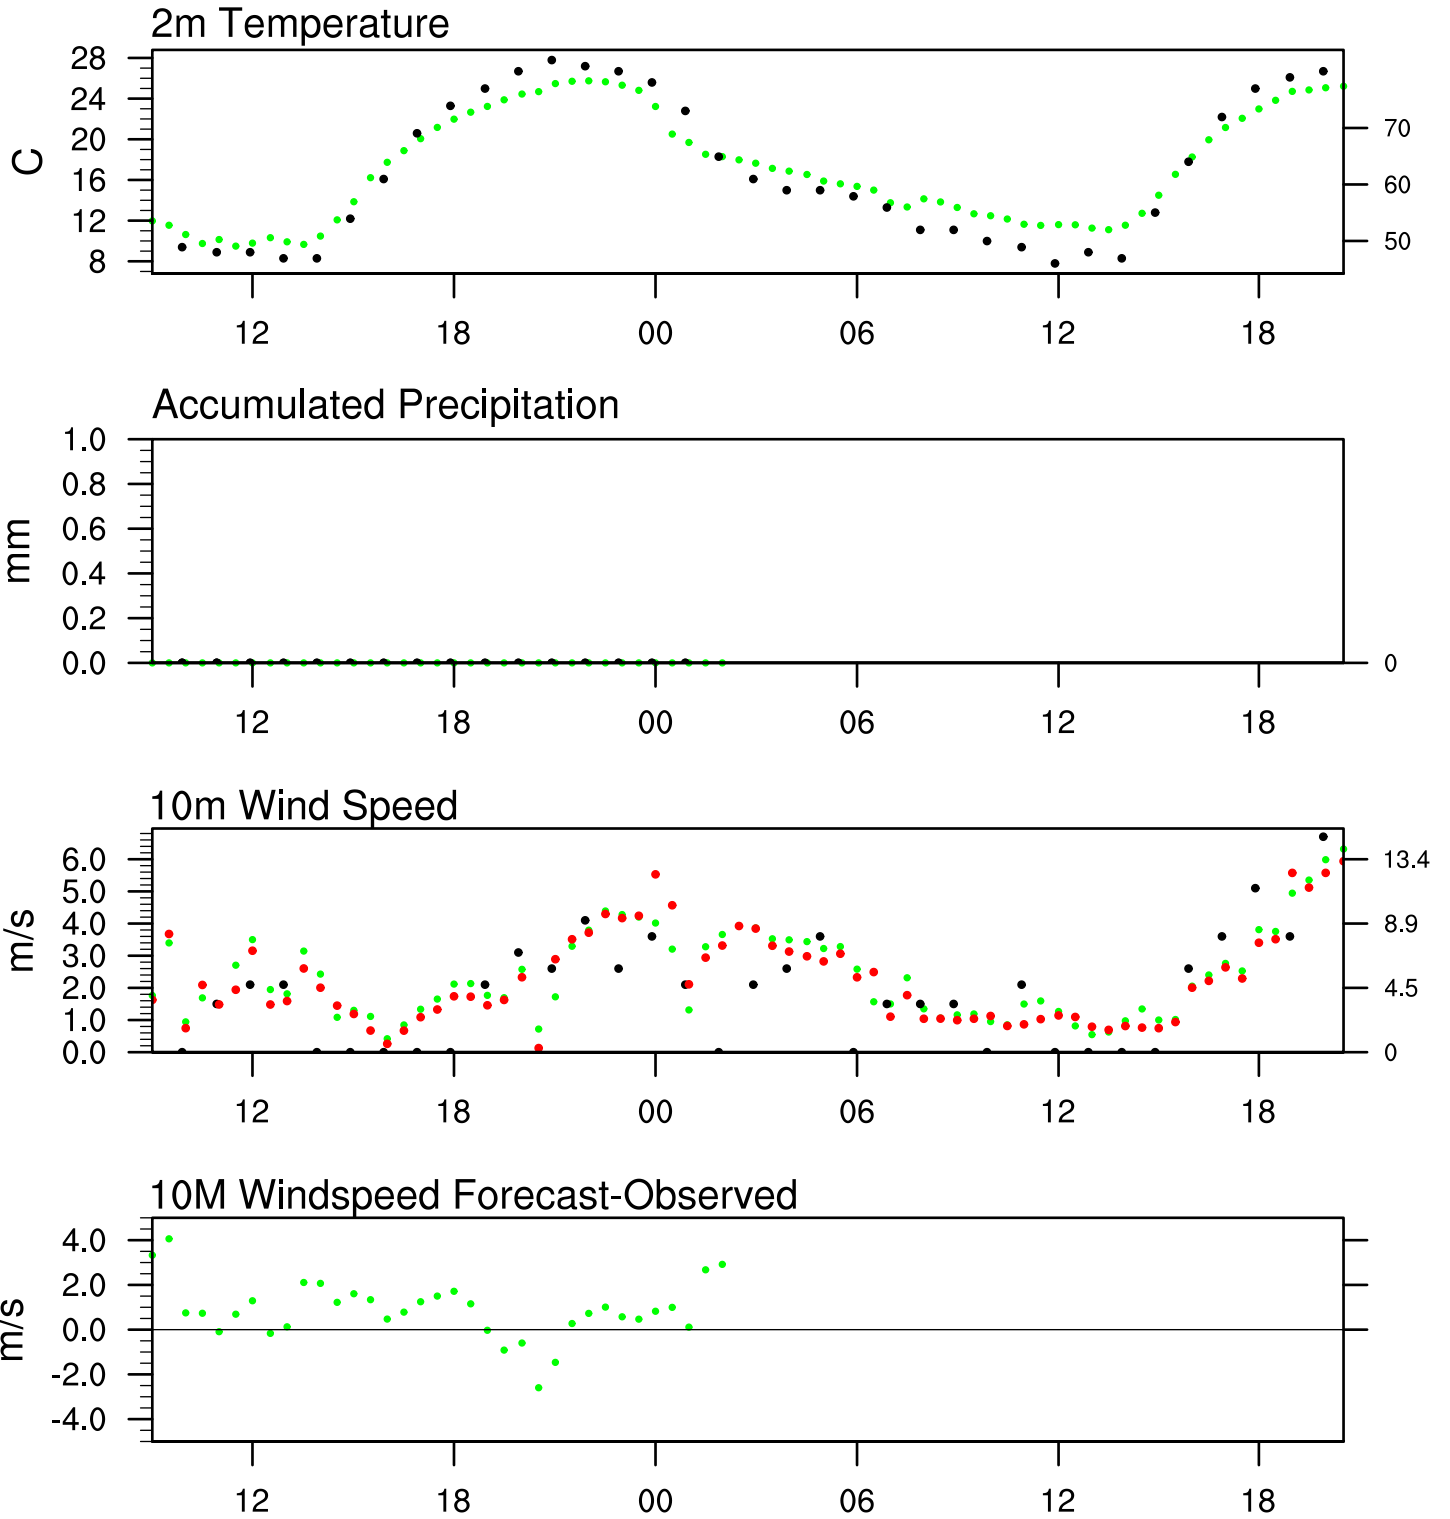 2m Temperature
28
24
20
16
12
8
C
70
60
50
12 18 00 06 12 18
Accumulated Precipitation
1.0
0.8
0.6
0.4
0.2
0.0
mm
0
12 18 00 06 12 18
10m Wind Speed
6.0
5.0
4.0
3.0
2.0
1.0
0.0
m/s
13.4
8.9
4.5
0
12 18 00 06 12 18
10M Windspeed Forecast-Observed
4.0
2.0
0.0
-2.0
-4.0
m/s
12 18 00 06 12 18